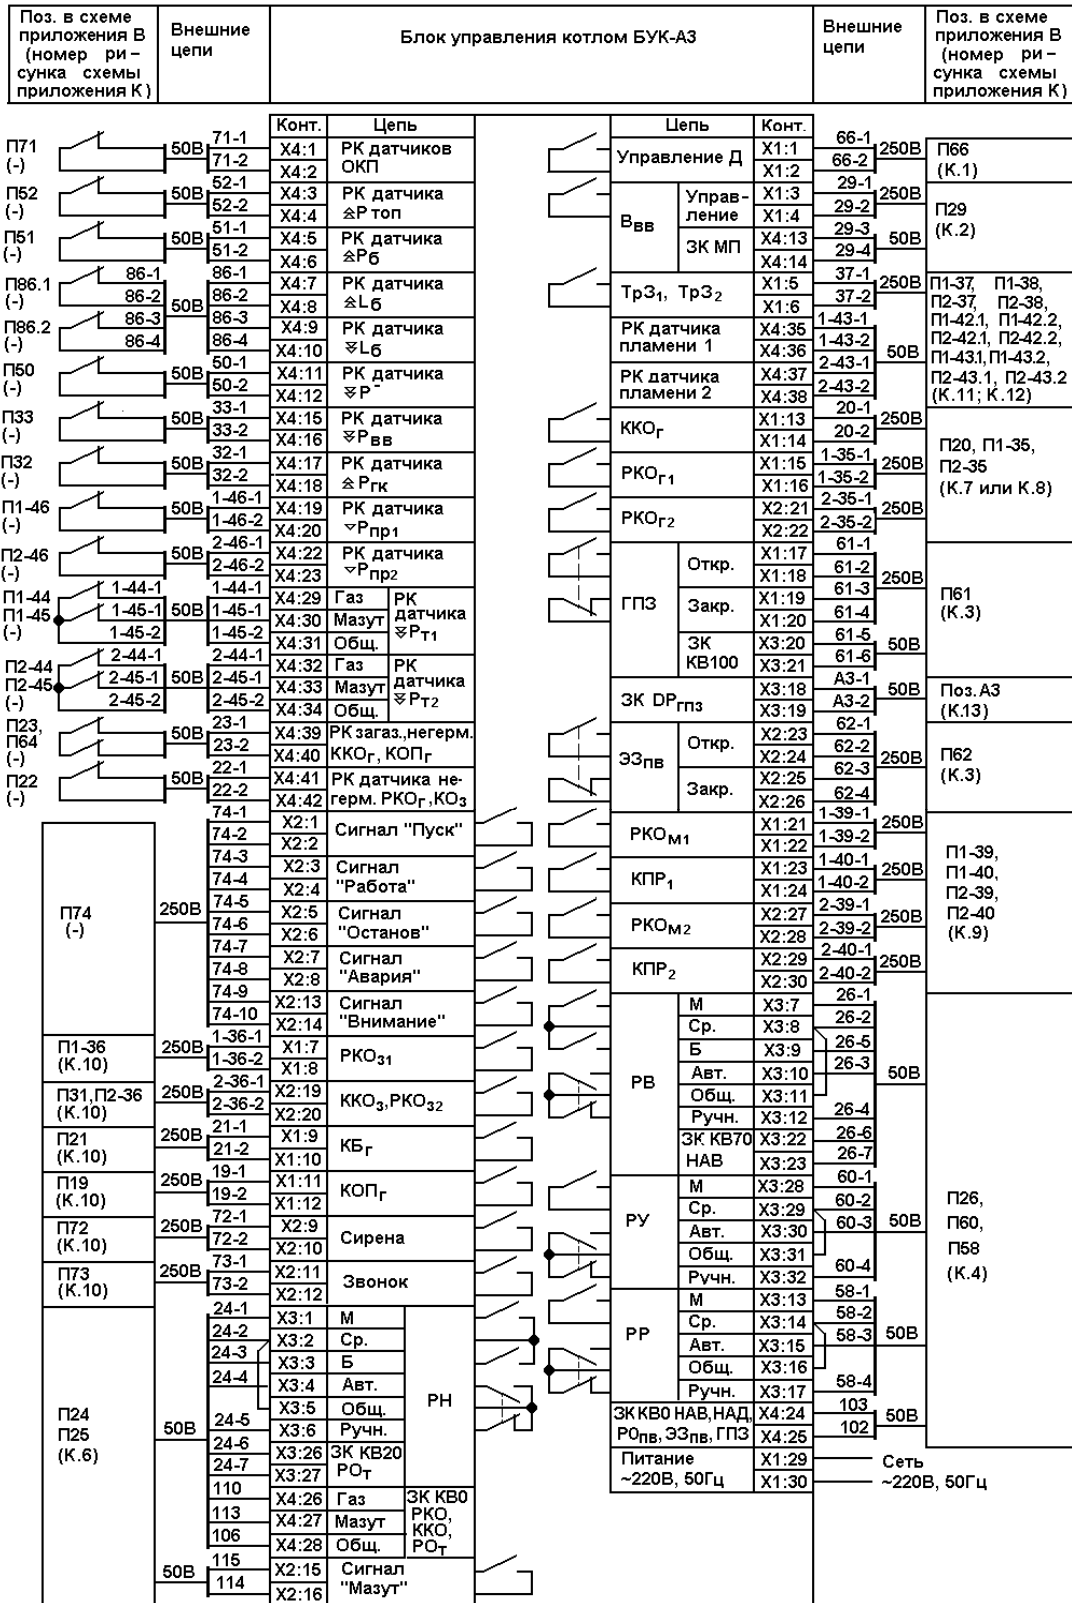 Поз. в схеме
приложения В
(номер ри–
сунка схемы
приложения К)
Внешние
цепи
Блок управления котлом БУК-АЗ
Внешние
цепи
Поз. в схеме
приложения В
(номер ри–
сунка схемы
приложения К)
Конт. Цепь
П71
(-)
50В
71-1
71-2
X4:1
X4:2
РК датчиков
ОКП
П52
(-)
50В
52-1
52-2
X4:3
X4:4
РК датчика
⩓Р топ
П51
(-)
50В
51-1
51-2
X4:5
X4:6
РК датчика
⩓Рб
П86.1
(-)
86-1
86-2
50В
86-1
86-2
X4:7
X4:8
РК датчика
⩓Lб
П86.2
(-)
86-3
86-4
86-3
86-4
X4:9
X4:10
РК датчика
⩔Lб
П50
(-)
50В
50-1
50-2
X4:11
X4:12
РК датчика
⩔Р¯
П33
(-)
50В
33-1
33-2
X4:15
X4:16
РК датчика
⩔Рвв
П32
(-)
50В
32-1
32-2
X4:17
X4:18
РК датчика
⩓ Ргк
П1-46
(-)
50В
1-46-1
1-46-2
X4:19
X4:20
РК датчика
▽Рпр1
П2-46
(-)
50В
2-46-1
2-46-2
X4:22
X4:23
РК датчика
▽Рпр2
П1-44
П1-45
(-)
1-44-1
1-45-1
1-45-2
50В
1-44-1
1-45-1
1-45-2
X4:29 Газ
X4:30 Мазут
X4:31 Общ.
РК
датчика
⩔Рт1
П2-44
П2-45
(-)
2-44-1
2-45-1
2-45-2
50В
2-44-1
2-45-1
2-45-2
X4:32 Газ
X4:33 Мазут
X4:34 Общ.
РК
датчика
⩔Рт2
П23,
П64
(-)
50В
23-1
23-2
X4:39
X4:40
РК загаз.,негерм.
ККОг, КОПг
П22
(-)
50В
22-1
22-2
X4:41
X4:42
РК датчика не-
герм. РКОг,КОз
П74
(-)
250В
74-1
74-2
X2:1
X2:2
Сигнал "Пуск"
74-3
74-4
X2:3
X2:4
Сигнал
"Работа"
74-5
74-6
X2:5
X2:6
Сигнал
"Останов"
74-7
74-8
X2:7
X2:8
Сигнал
"Авария"
74-9
74-10
X2:13
X2:14
Сигнал
"Внимание"
П1-36
(К.10)
250В
1-36-1
1-36-2
X1:7
X1:8
РКОз1
П31,П2-36
(К.10)
250В
2-36-1
2-36-2
X2:19
X2:20
ККОз,РКОз2
П21
(К.10)
250В
21-1
21-2
X1:9
X1:10
КБг
П19
(К.10)
250В
19-1
19-2
X1:11
X1:12
КОПг
П72
(К.10)
250В
72-1
72-2
X2:9
X2:10
Сирена
П73
(К.10)
250В
73-1
73-2
X2:11
X2:12
Звонок
П24
П25
(К.6)
50В
24-1
24-2
24-3
24-4
24-5
24-6
24-7
X3:1 М
X3:2 Ср.
X3:3 Б
X3:4 Авт.
X3:5 Общ.
X3:6 Ручн.
X3:26
X3:27
ЗК КВ20
РОт
РН
110
113
106
X4:26 Газ
X4:27 Мазут
X4:28 Общ.
ЗК КВ0
РКО,
ККО,
РОт
50В
115
114
X2:15
X2:16
Сигнал
"Мазут"
Цепь Конт.
Управление Д
X1:1
X1:2
66-1
66-2
250В
П66
(К.1)
Ввв
Управ-
ление
X1:3
X1:4
29-1
29-2
250В
ЗК МП
X4:13
X4:14
29-3
29-4
50В
П29
(К.2)
ТрЗ1, ТрЗ2
X1:5
X1:6
37-1
37-2
250В
РК датчика
пламени 1
X4:35
X4:36
1-43-1
1-43-2
50В
РК датчика
пламени 2
X4:37
X4:38
2-43-1
2-43-2
П1-37, П1-38,
П2-37, П2-38,
П1-42.1, П1-42.2,
П2-42.1, П2-42.2,
П1-43.1,П1-43.2,
П2-43.1, П2-43.2
(К.11; К.12)
ККОг
X1:13
X1:14
20-1
20-2
250В
РКОг1
X1:15
X1:16
1-35-1
1-35-2
250В
РКОг2
X2:21
X2:22
2-35-1
2-35-2
250В
П20, П1-35,
П2-35
(К.7 или К.8)
ГПЗ
Откр.
X1:17
X1:18
61-1
61-2
250В
Закр.
X1:19
X1:20
61-3
61-4
ЗК
КВ100
X3:20
X3:21
61-5
61-6
50В
П61
(К.3)
ЗК DРгпз
X3:18
X3:19
А3-1
А3-2
50В
Поз.А3
(К.13)
ЭЗпв
Откр.
X2:23
X2:24
62-1
62-2
250В
Закр.
X2:25
X2:26
62-3
62-4
П62
(К.3)
РКОм1
X1:21
X1:22
1-39-1
1-39-2
250В
КПР1
X1:23
X1:24
1-40-1
1-40-2
250В
РКОм2
X2:27
X2:28
2-39-1
2-39-2
250В
КПР2
X2:29
X2:30
2-40-1
2-40-2
250В
П1-39,
П1-40,
П2-39,
П2-40
(К.9)
РВ
М X3:7
Ср. X3:8
Б X3:9
Авт. X3:10
Общ. X3:11
Ручн. X3:12
ЗК КВ70
НАВ
X3:22
X3:23
26-1
26-2
26-5
26-3
26-4
26-6
26-7
50В
РУ
М X3:28
Ср. X3:29
Авт. X3:30
Общ. X3:31
Ручн. X3:32
60-1
60-2
60-3
60-4
50В
РР
М X3:13
Ср. X3:14
Авт. X3:15
Общ. X3:16
Ручн. X3:17
58-1
58-2
58-3
58-4
50В
П26,
П60,
П58
(К.4)
ЗК КВ0 НАВ,НАД,
РОпв, ЭЗпв, ГПЗ
X4:24
X4:25
103
102
50В
Питание
~220В, 50Гц
X1:29
X1:30
Сеть
~220В, 50Гц